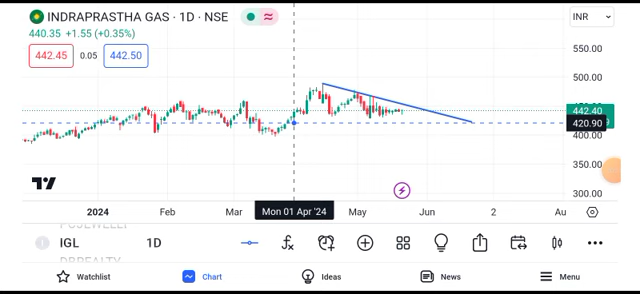 INDRAPRASTHA GAS · 1D · NSE
INR
440.35 +1.55 (+0.35%)
442.45 0.05 442.50
550.00
500.00
442.40
420.90
400.00
350.00
300.00
2024 Feb Mar Mon 01 Apr '24 May Jun 2 Au
IGL 1D
Watchlist Chart Ideas News Menu